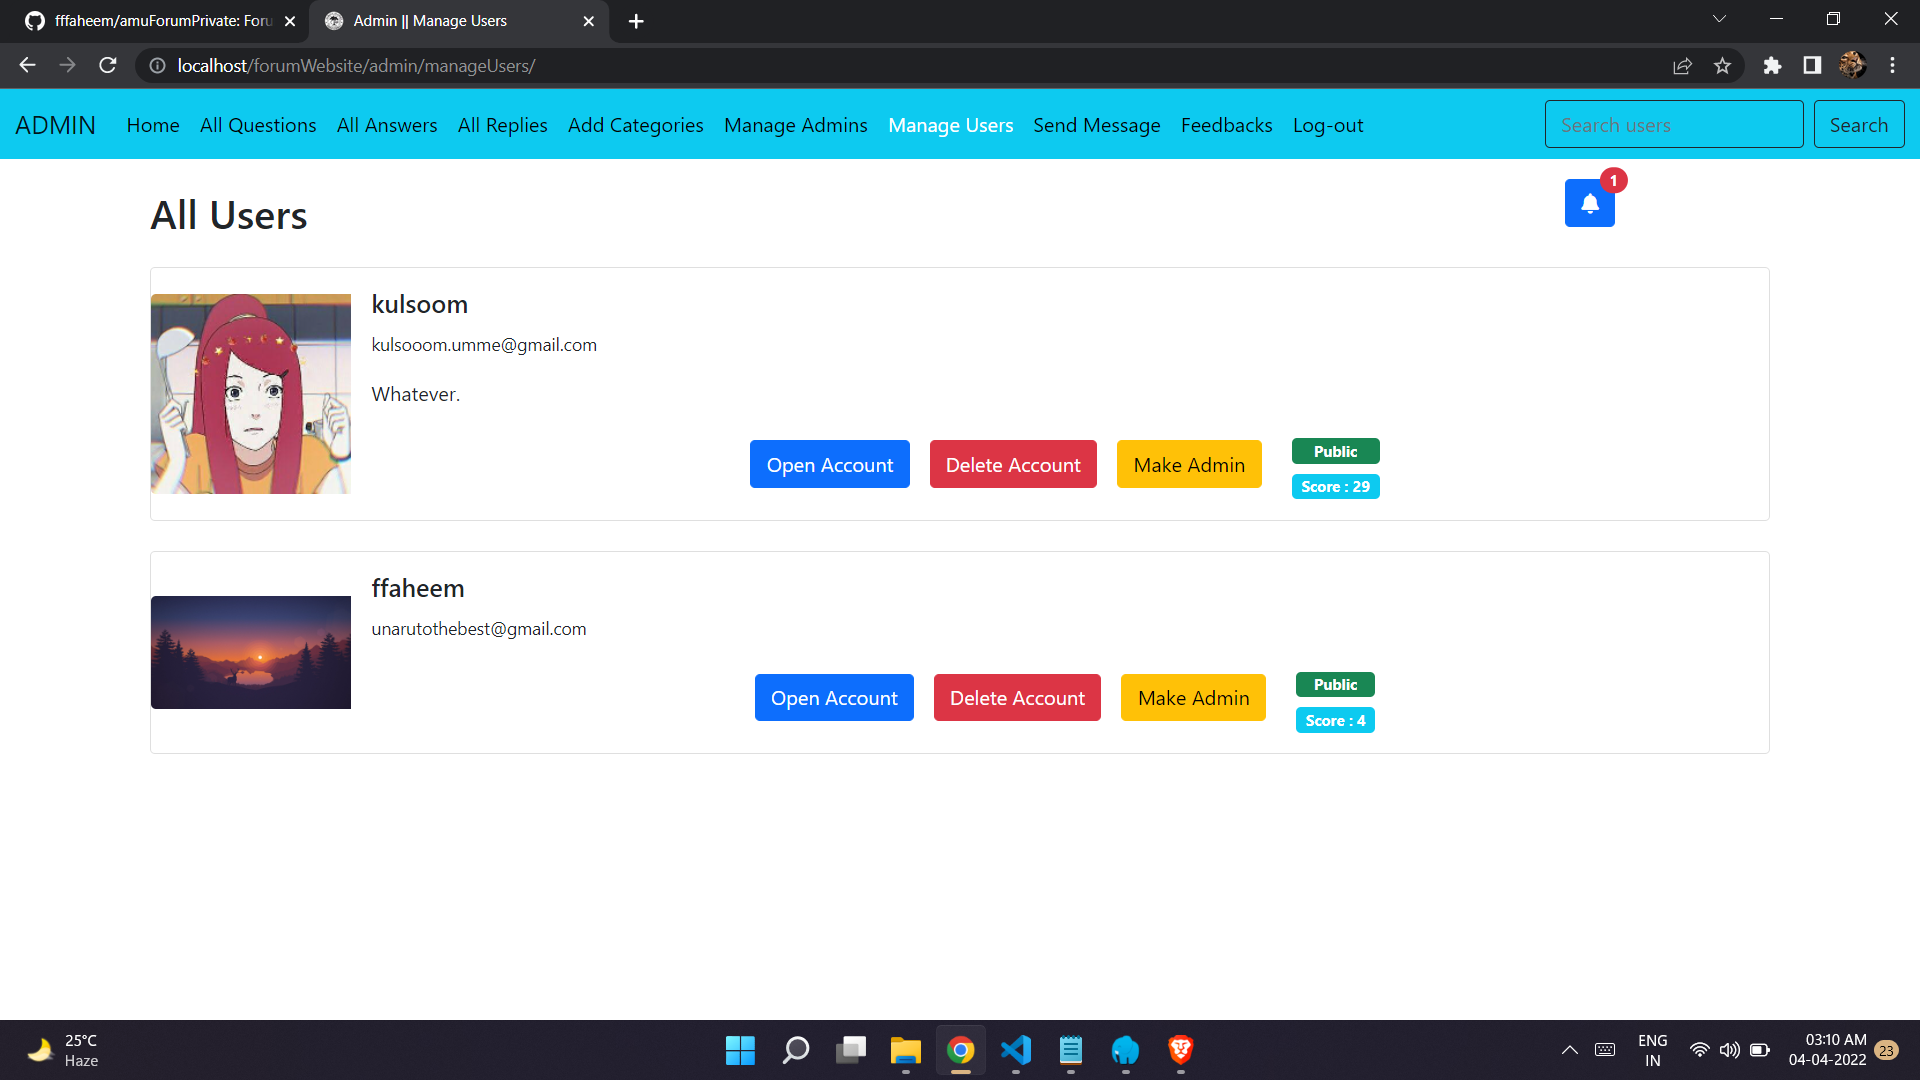 fffaheem/amuForumPrivate: Foru
Admin || Manage Users
localhost/forumWebsite/admin/manageUsers/
ADMIN Home All Questions All Answers All Replies Add Categories Manage Admins Manage Users Send Message Feedbacks Log-out Search users Search
All Users
1
kulsoom
kulsooom.umme@gmail.com
Whatever.
Open Account Delete Account Make Admin
Public
Score : 29
ffaheem
unarutothebest@gmail.com
Open Account Delete Account Make Admin
Public
Score : 4
25°C
Haze
ENG
IN
03:10 AM
04-04-2022
23